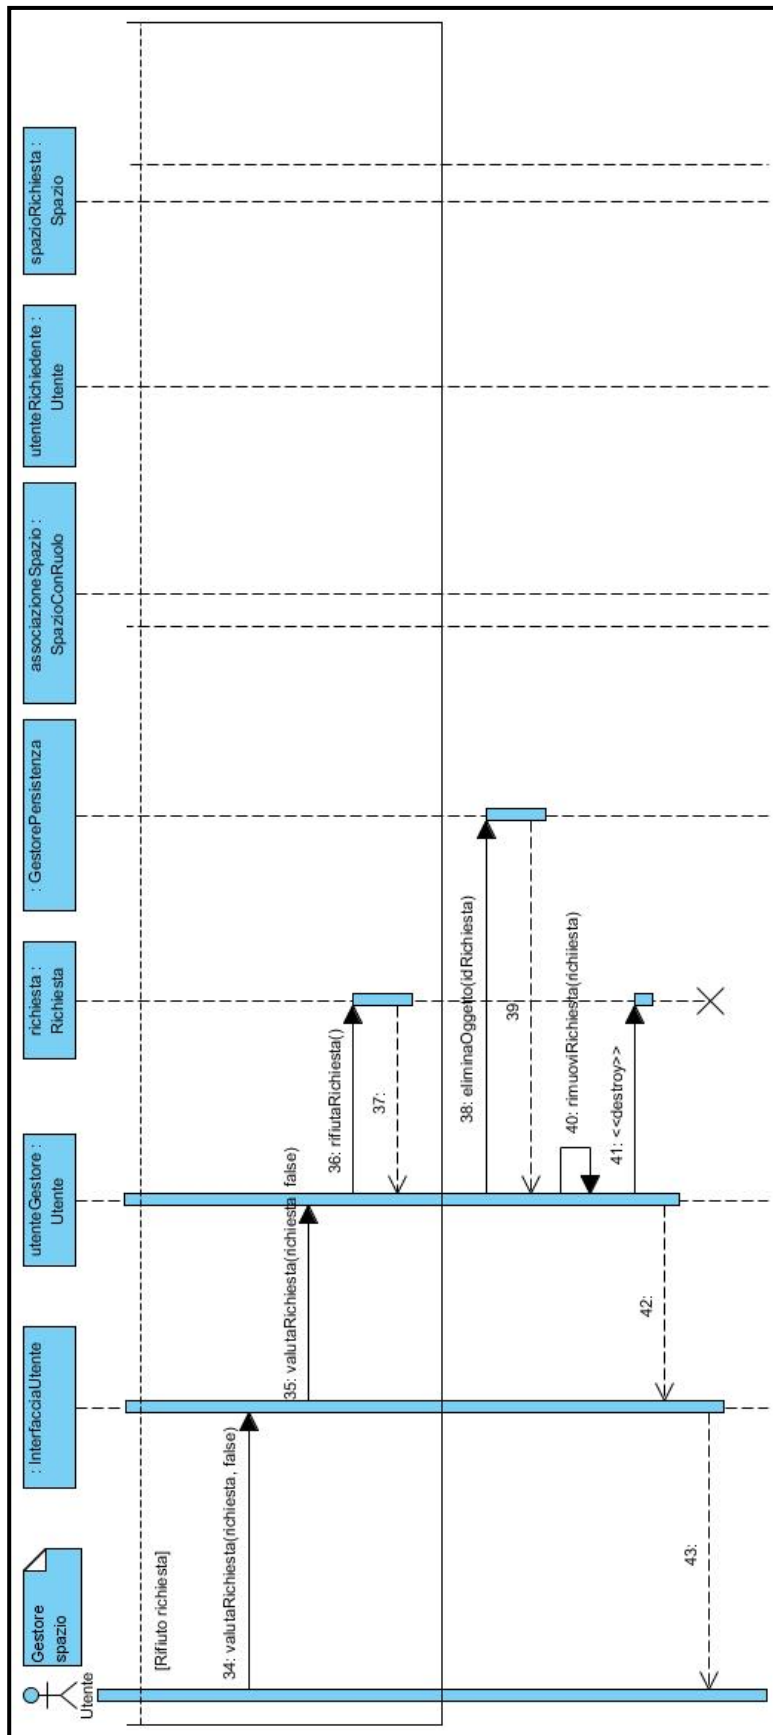 Utente
Gestore
spazio
: InterfacciaUtente
utenteGestore :
Utente
richiesta :
Richiesta
: GestorePersistenza
associazioneSpazio :
SpazioConRuolo
utenteRichiedente :
Utente
spazioRichiesta :
Spazio
[Rifiuto richiesta]
34: valutaRichiesta(richiesta, false)
35: valutaRichiesta(richiesta false)
36: rifiutaRichiesta()
37:
38: eliminaOggetto(idRichiesta)
39
40: rimuoviRichiesta(richiiesta)
41: <<destroy>>
42:
43: